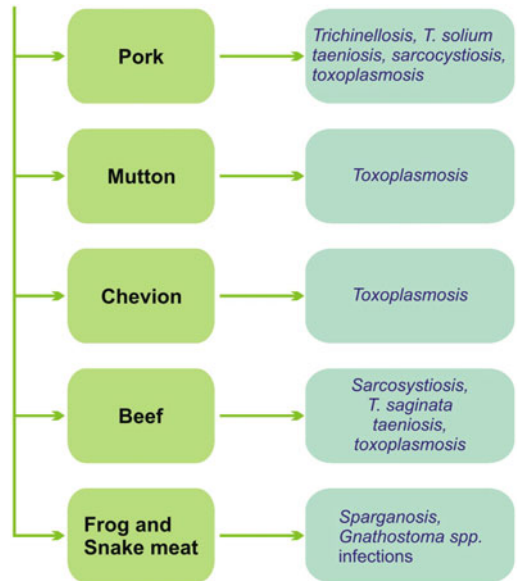 Pork
Trichinellosis, T. solium
taeniosis, sarcocystiosis,
toxoplasmosis
Mutton
Toxoplasmosis
Chevion
Toxoplasmosis
Beef
Sarcosystiosis,
T. saginata
taeniosis,
toxoplasmosis
Frog and
Snake meat
Sparganosis,
Gnathostoma spp.
infections